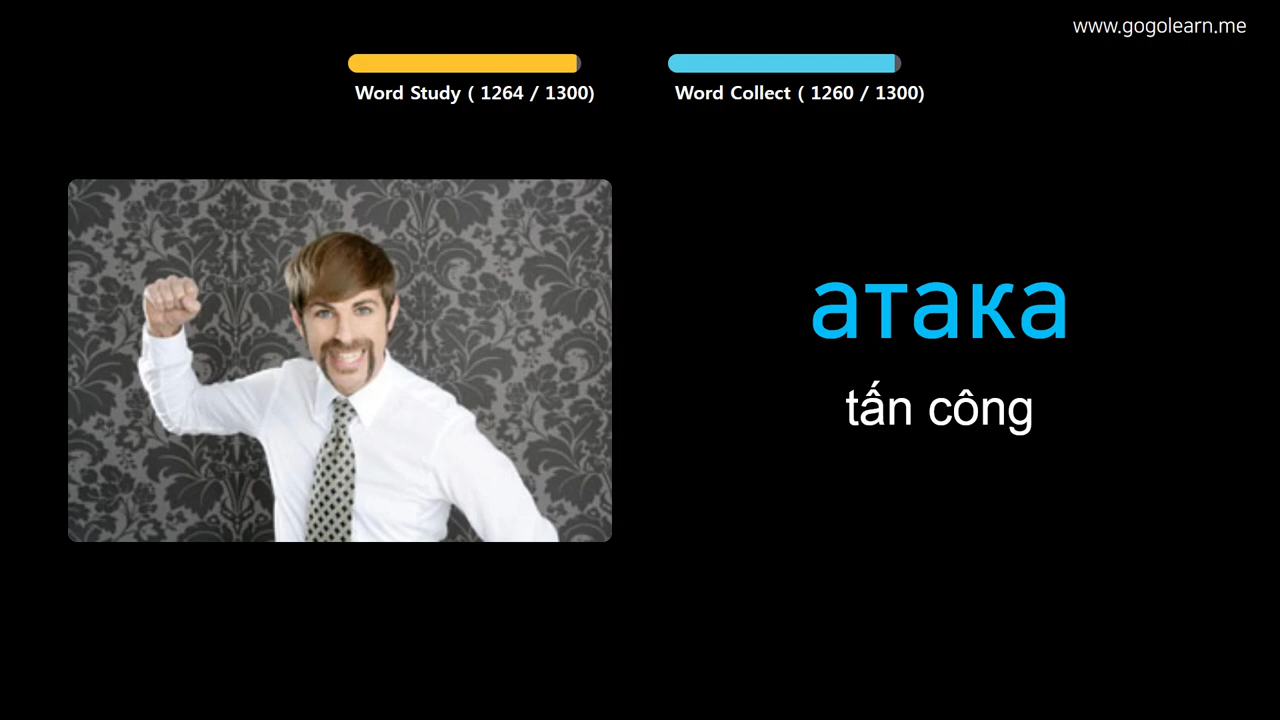 www.gogolearn.me
Word Study ( 1264 / 1300)
Word Collect ( 1260 / 1300)
атака
tấn công